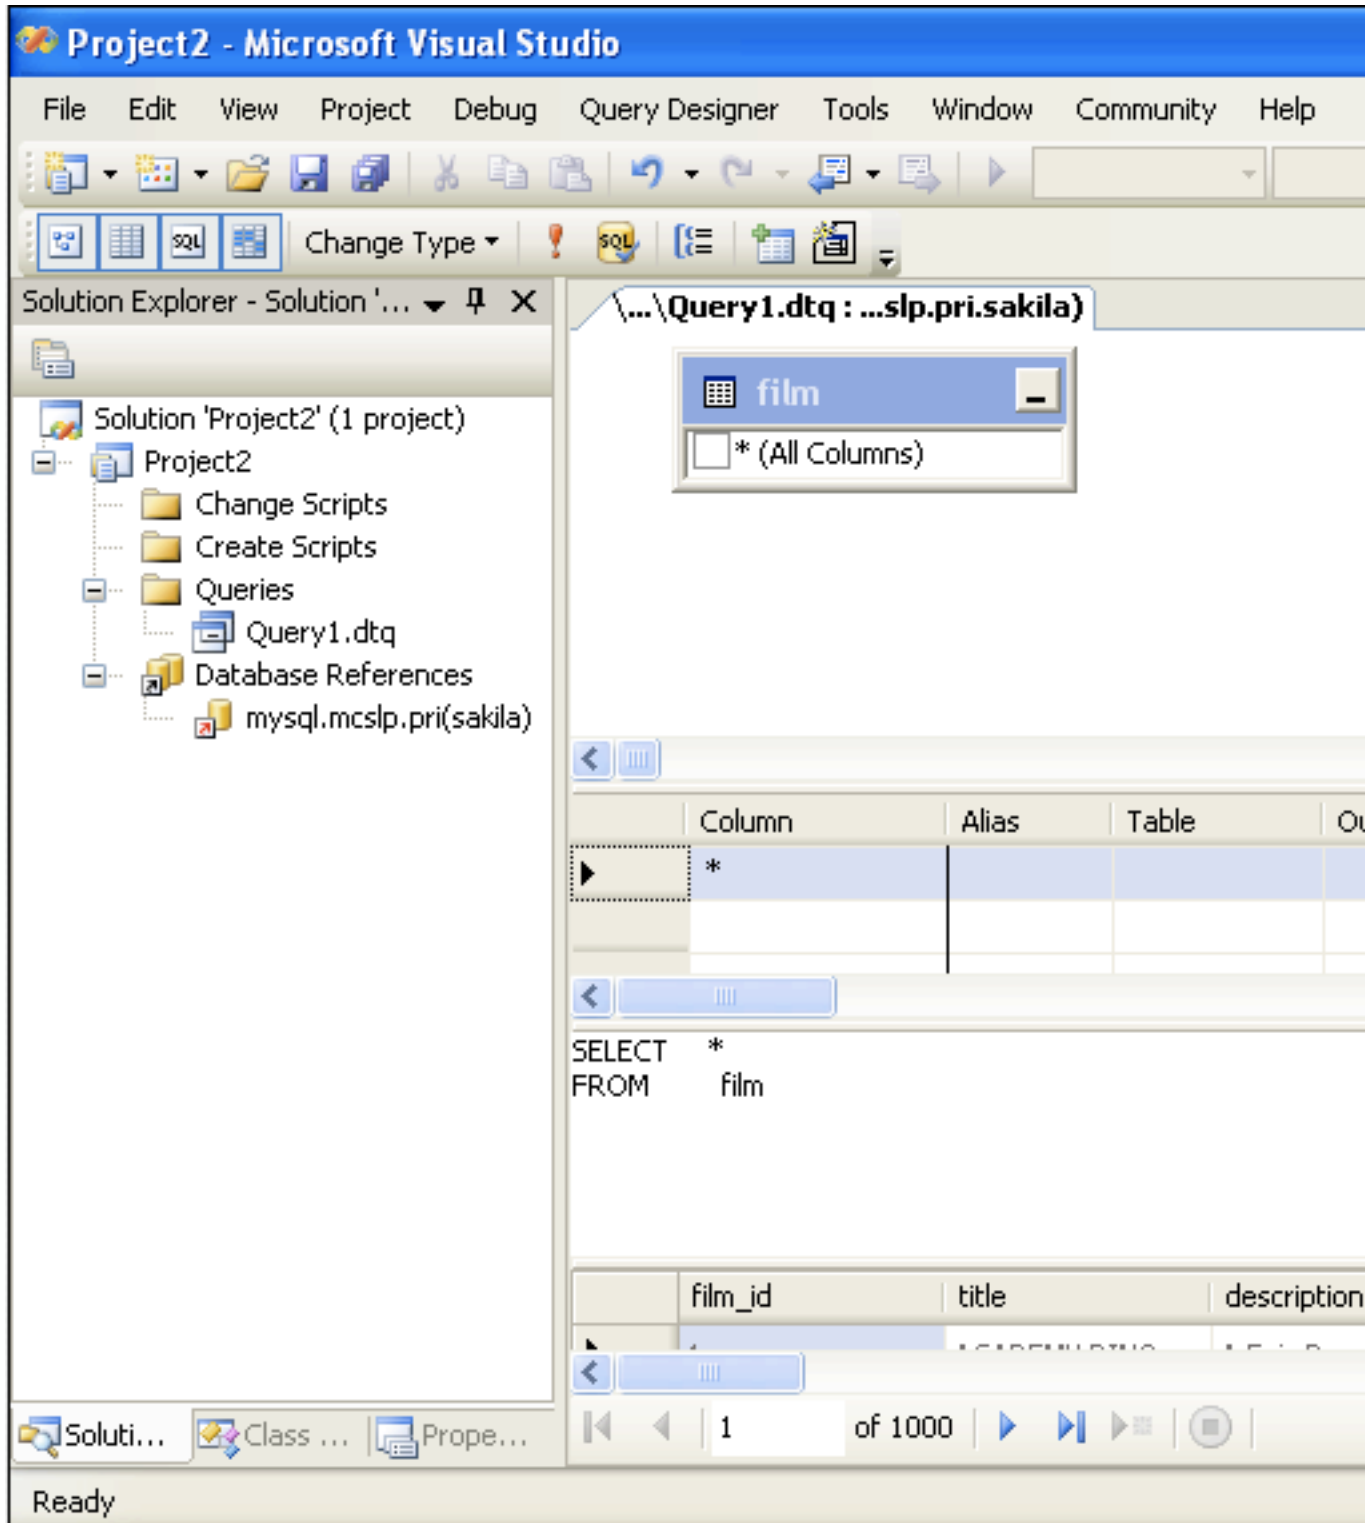 Project2 - Microsoft Visual Studio
File Edit View Project Debug Query Designer Tools Window Community Help
SQL Change Type SQL
Solution Explorer - Solution '...
\...\Query1.dtq : ...slp.pri.sakila)
film
* (All Columns)
Solution 'Project2' (1 project)
Project2
Change Scripts
Create Scripts
Queries
Query1.dtq
Database References
mysql.mcslp.pri(sakila)
Column Alias Table
*
SELECT *
FROM film
film_id title description
1 of 1000
Soluti... Class ... Prope...
Ready